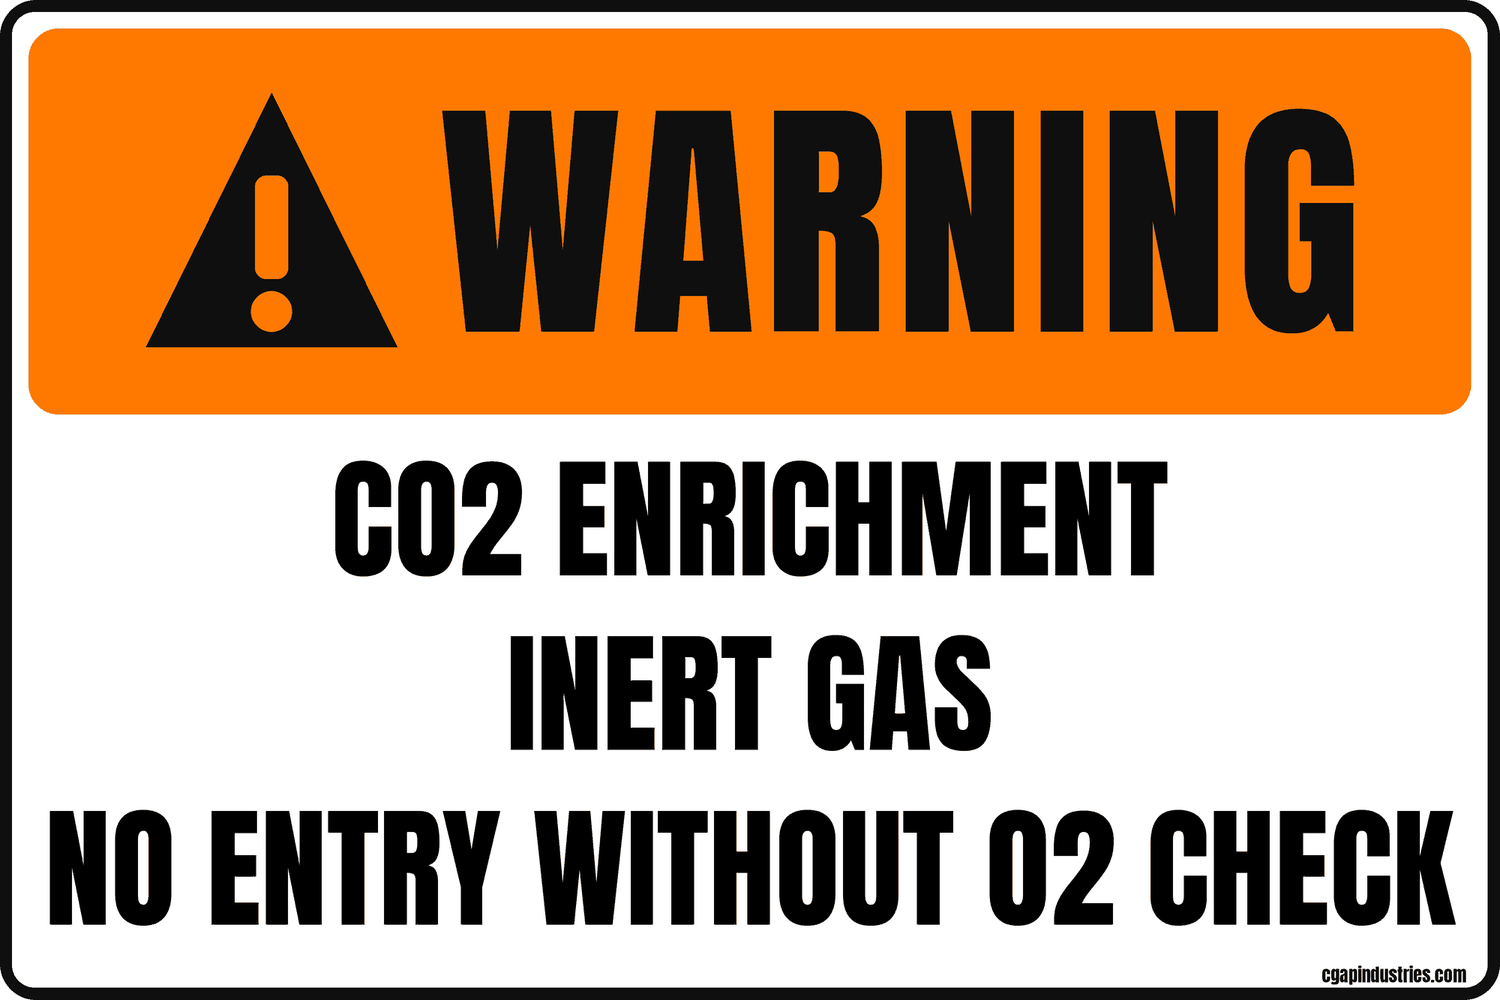 WARNING
CO2 ENRICHMENT
INERT GAS
NO ENTRY WITHOUT O2 CHECK
cgapindustries.com